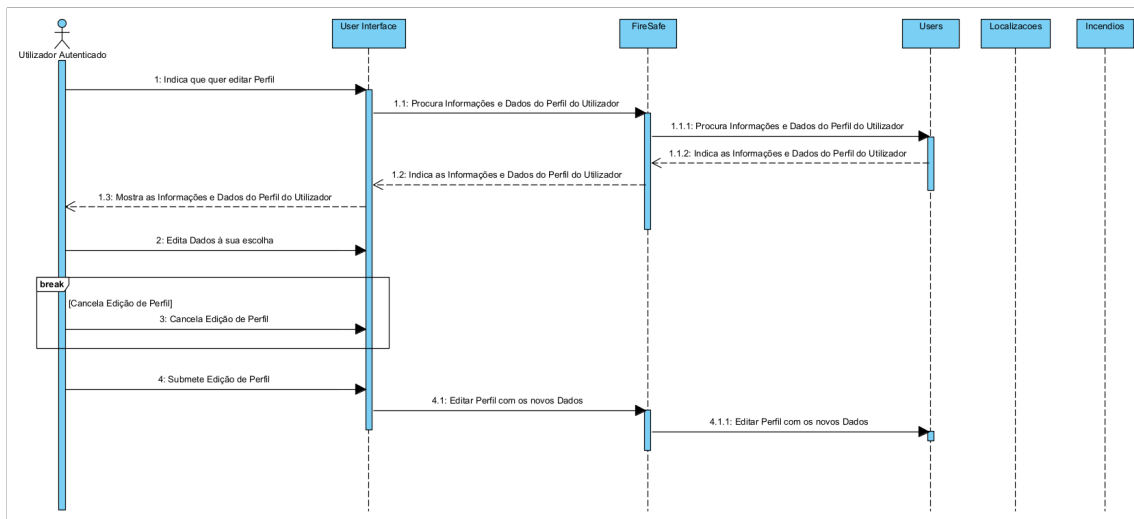 User Interface
FireSafe
Users
Localizacoes
Incendios
Utilizador Autenticado
1: Indica que quer editar Perfil
1.1: Procura Informações e Dados do Perfil do Utilizador
1.1.1: Procura Informações e Dados do Perfil do Utilizador
1.1.2: Indica as Informações e Dados do Perfil do Utilizador
1.2: Indica as Informações e Dados do Perfil do Utilizador
1.3: Mostra as Informações e Dados do Perfil do Utilizador
2: Edita Dados à sua escolha
break
[Cancela Edição de Perfil]
3: Cancela Edição de Perfil
4: Submete Edição de Perfil
4.1: Editar Perfil com os novos Dados
4.1.1: Editar Perfil com os novos Dados